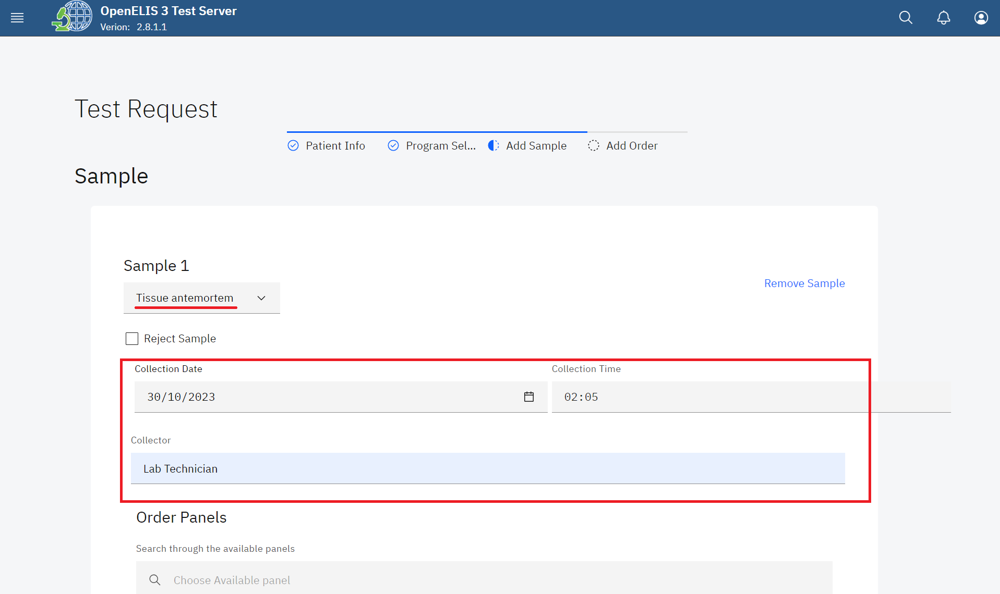 OpenELIS 3 Test Server
Verion: 2.8.1.1
Test Request
Patient Info
Program Sel...
Add Sample
Add Order
Sample
Sample 1
Remove Sample
Tissue antemortem
Reject Sample
Collection Date
Collection Time
30/10/2023
02:05
Collector
Lab Technician
Order Panels
Search through the available panels
Choose Available panel